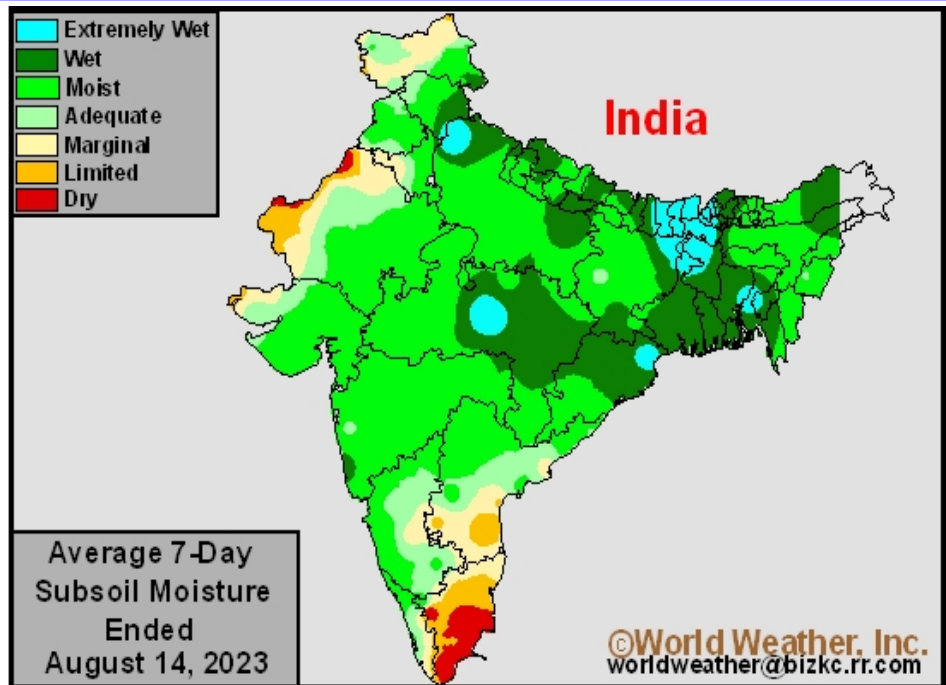 Extremely Wet
Wet
Moist
Adequate
Marginal
Limited
Dry
India
Average 7-Day
Subsoil Moisture
Ended
August 14, 2023
©World Weather, Inc.
worldweather@bizkc.rr.com